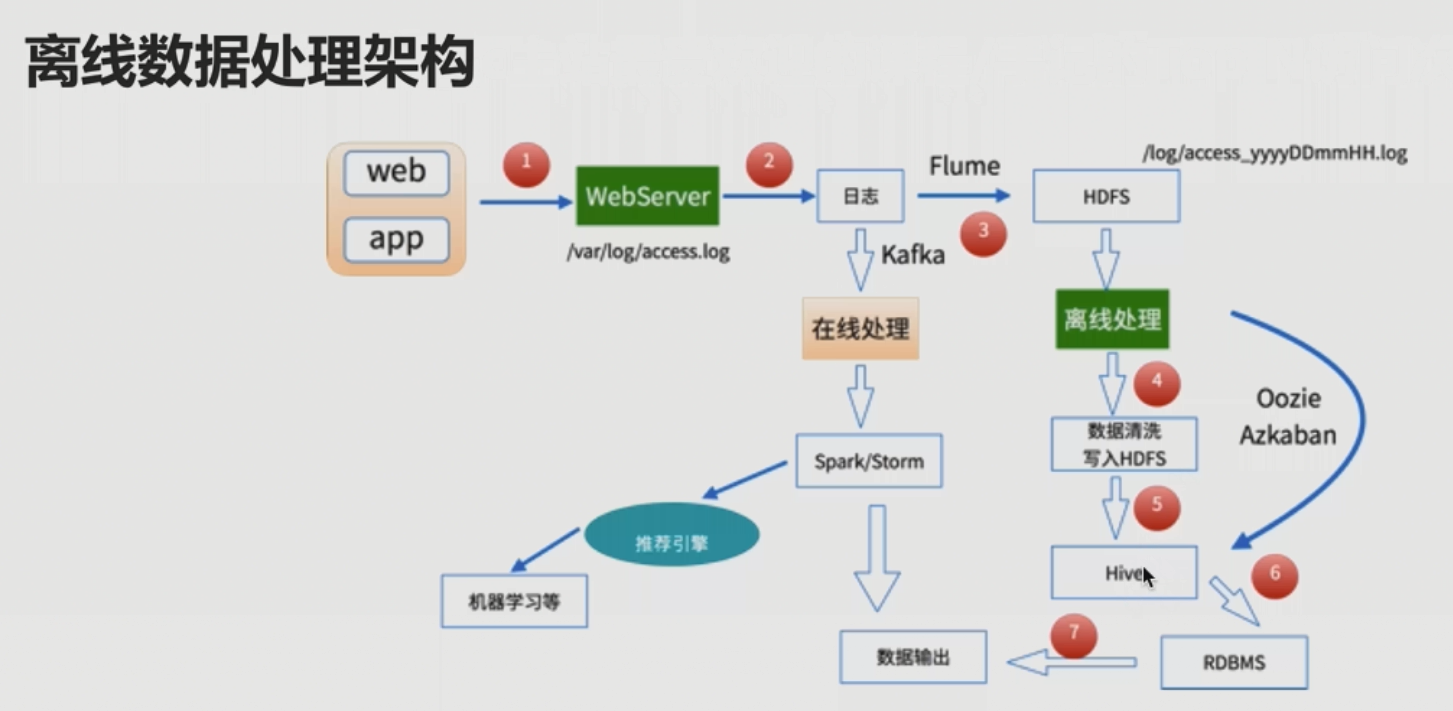 离线数据处理架构
web
app
1
WebServer
/var/log/access.log
2
日志
Flume
3
HDFS
/log/access_yyyyDDmmHH.log
Kafka
在线处理
离线处理
4
Oozie
Azkaban
数据清洗
写入HDFS
Spark/Storm
5
推荐引擎
机器学习等
Hive
6
7
数据输出
RDBMS